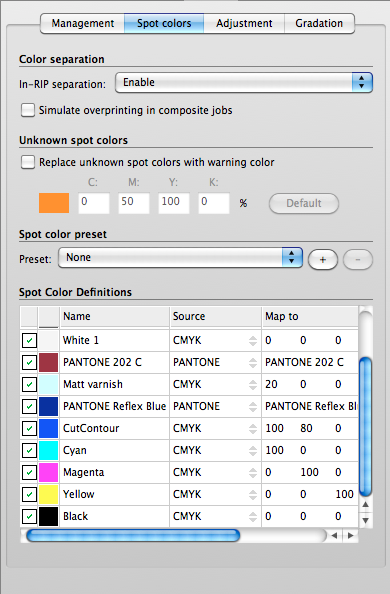 Management Spot colors Adjustment Gradation
Color separation
In-RIP separation: Enable
Simulate overprinting in composite jobs
Unknown spot colors
Replace unknown spot colors with warning color
C: M: Y: K:
0 50 100 0 % Default
Spot color preset
Preset: None + -
Spot Color Definitions
Name Source Map to
White 1 CMYK 0 0 0
PANTONE 202 C PANTONE PANTONE 202 C
Matt varnish CMYK 20 0 0
PANTONE Reflex Blue PANTONE PANTONE Reflex Bl
CutContour CMYK 100 80 0
Cyan CMYK 100 0 0
Magenta CMYK 0 100 0
Yellow CMYK 0 0 100
Black CMYK 0 0 0